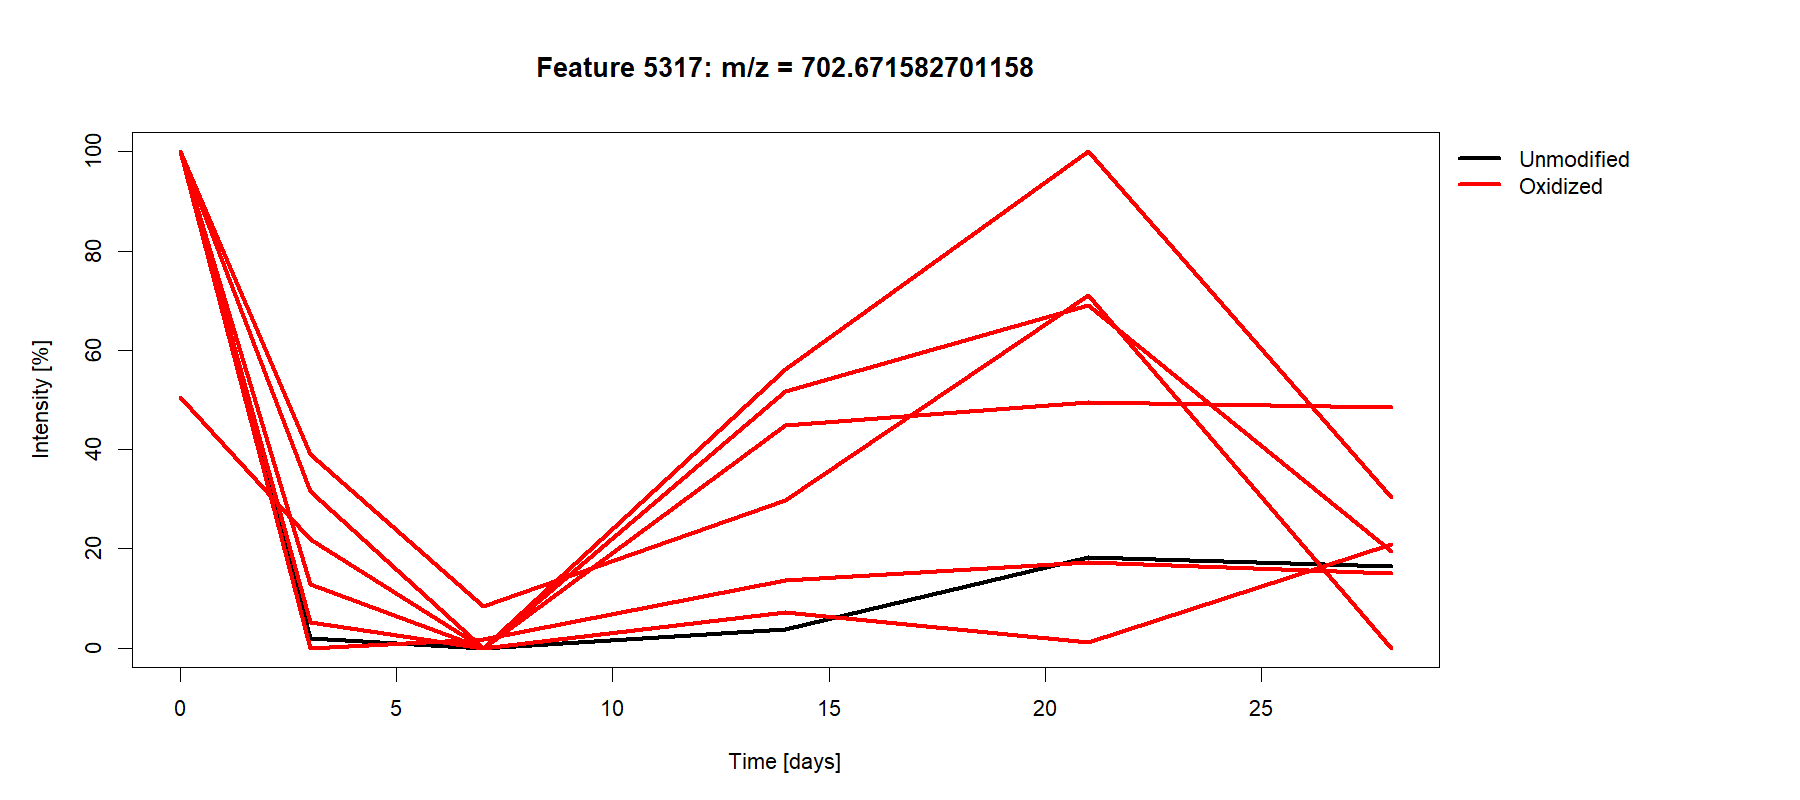 Feature 5317: m/z = 702.671582701158
Unmodified
Oxidized
Intensity [%]
100
80
60
40
20
0
0 5 10 15 20 25
Time [days]